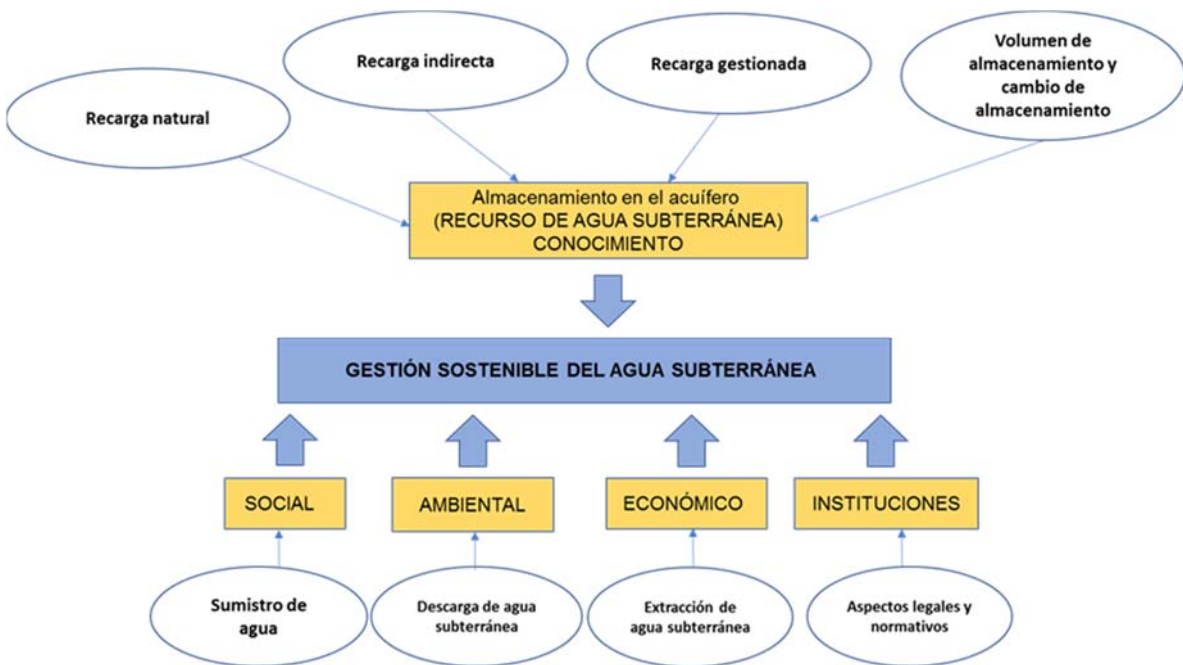 Recarga natural
Recarga indirecta
Recarga gestionada
Volumen de
almacenamiento y
cambio de
almacenamiento
Almacenamiento en el acuífero
(RECURSO DE AGUA SUBTERRÁNEA)
CONOCIMIENTO
GESTIÓN SOSTENIBLE DEL AGUA SUBTERRÁNEA
SOCIAL
AMBIENTAL
ECONÓMICO
INSTITUCIONES
Sumistro de
agua
Descarga de agua
subterránea
Extracción de
agua subterránea
Aspectos legales y
normativos